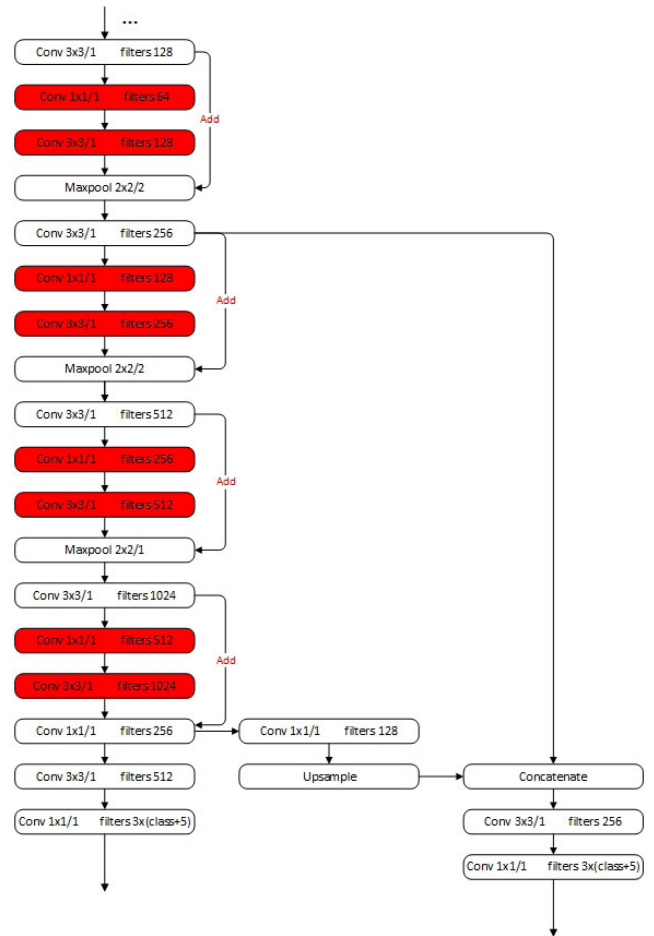 ...
Conv 3x3/1 filters 128
Conv 1x1/1 filters 64
Add
Conv 3x3/1 filters 128
Maxpool 2x2/2
Conv 3x3/1 filters 256
Conv 1x1/1 filters 128
Add
Conv 3x3/1 filters 256
Maxpool 2x2/2
Conv 3x3/1 filters 512
Conv 1x1/1 filters 256
Add
Conv 3x3/1 filters 512
Maxpool 2x2/1
Conv 3x3/1 filters 1024
Conv 1x1/1 filters 512
Add
Conv 3x3/1 filters 1024
Conv 1x1/1 filters 256
Conv 1x1/1 filters 128
Conv 3x3/1 filters 512
Upsample
Concatenate
Conv 1x1/1 filters 3x(class+5)
Conv 3x3/1 filters 256
Conv 1x1/1 filters 3x(class+5)